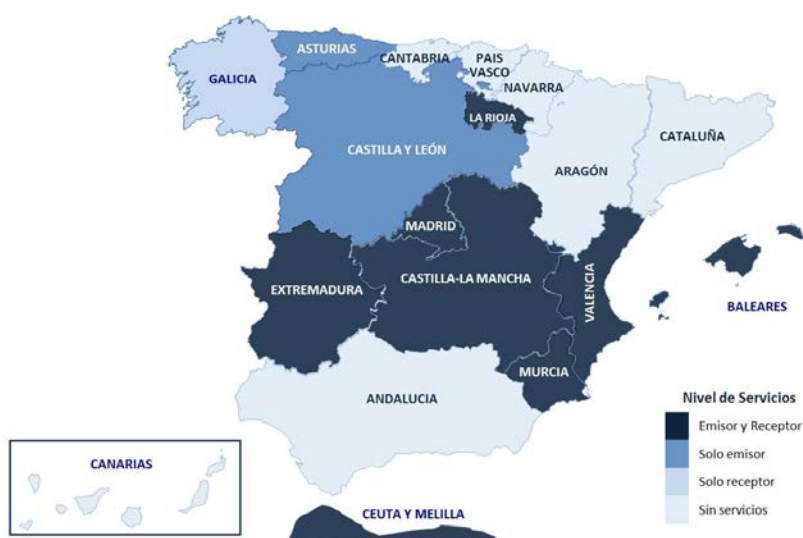 ASTURIAS
CANTABRIA
PAIS
VASCO
GALICIA
NAVARRA
LA RIOJA
CATALUÑA
CASTILLA Y LEÓN
ARAGÓN
MADRID
CASTILLA-LA MANCHA
EXTREMADURA
VALENCIA
BALEARES
MURCIA
ANDALUCIA
Nivel de Servicios
Emisor y Receptor
Solo emisor
Solo receptor
Sin servicios
CANARIAS
CEUTA Y MELILLA